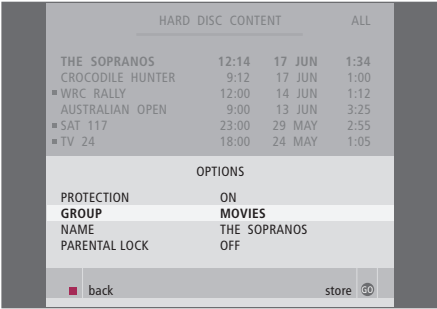 HARD DISC CONTENT ALL
THE SOPRANOS 12:14 17 JUN 1:34
CROCODILE HUNTER 9:12 17 JUN 1:00
WRC RALLY 12:00 14 JUN 1:12
AUSTRALIAN OPEN 9:00 13 JUN 3:25
SAT 117 23:00 29 MAY 2:55
TV 24 18:00 24 MAY 1:05
OPTIONS
PROTECTION ON
GROUP MOVIES
NAME THE SOPRANOS
PARENTAL LOCK OFF
back store GO